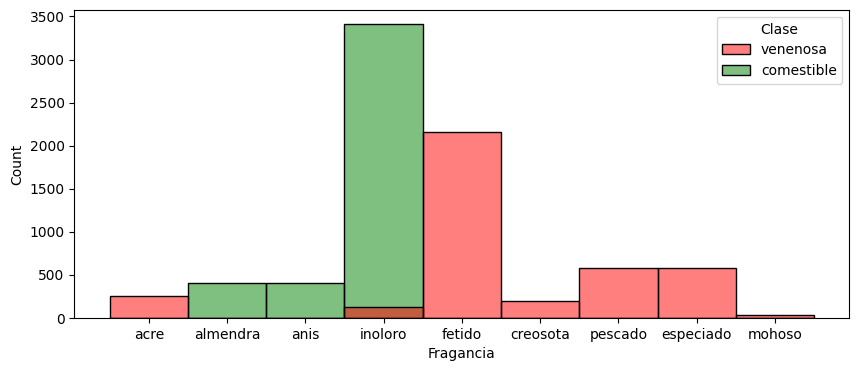 Clase
venenosa
comestible
3500
3000
2500
2000
1500
1000
500
0
Count
acre almendra anis inoloro fetido creosota pescado especiado mohoso
Fragancia